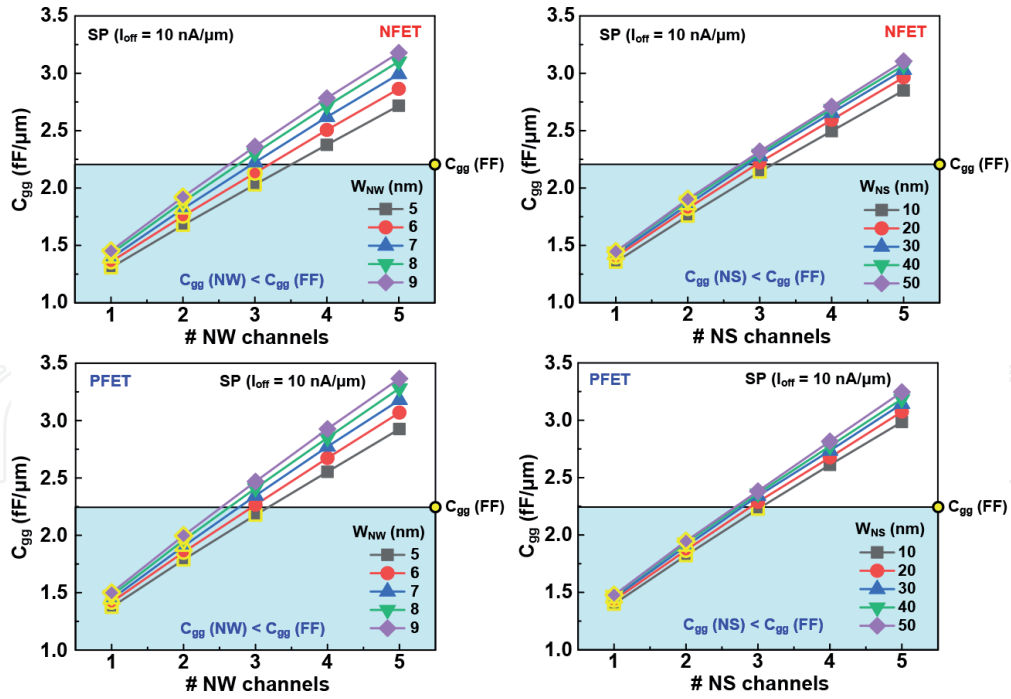 SP (Ioff = 10 nA/μm)
NFET
Cgg (fF/μm)
3.5
3.0
2.5
2.0
1.5
1.0
Cgg (FF)
WNW (nm)
5
6
7
8
9
Cgg (NW) < Cgg (FF)
1 2 3 4 5
# NW channels
SP (Ioff = 10 nA/μm)
NFET
Cgg (fF/μm)
3.5
3.0
2.5
2.0
1.5
1.0
Cgg (FF)
WNS (nm)
10
20
30
40
50
Cgg (NS) < Cgg (FF)
1 2 3 4 5
# NS channels
PFET
SP (Ioff = 10 nA/μm)
Cgg (fF/μm)
3.5
3.0
2.5
2.0
1.5
1.0
Cgg (FF)
WNW (nm)
5
6
7
8
9
Cgg (NW) < Cgg (FF)
1 2 3 4 5
# NW channels
PFET
SP (Ioff = 10 nA/μm)
Cgg (fF/μm)
3.5
3.0
2.5
2.0
1.5
1.0
Cgg (FF)
WNS (nm)
10
20
30
40
50
Cgg (NS) < Cgg (FF)
1 2 3 4 5
# NS channels